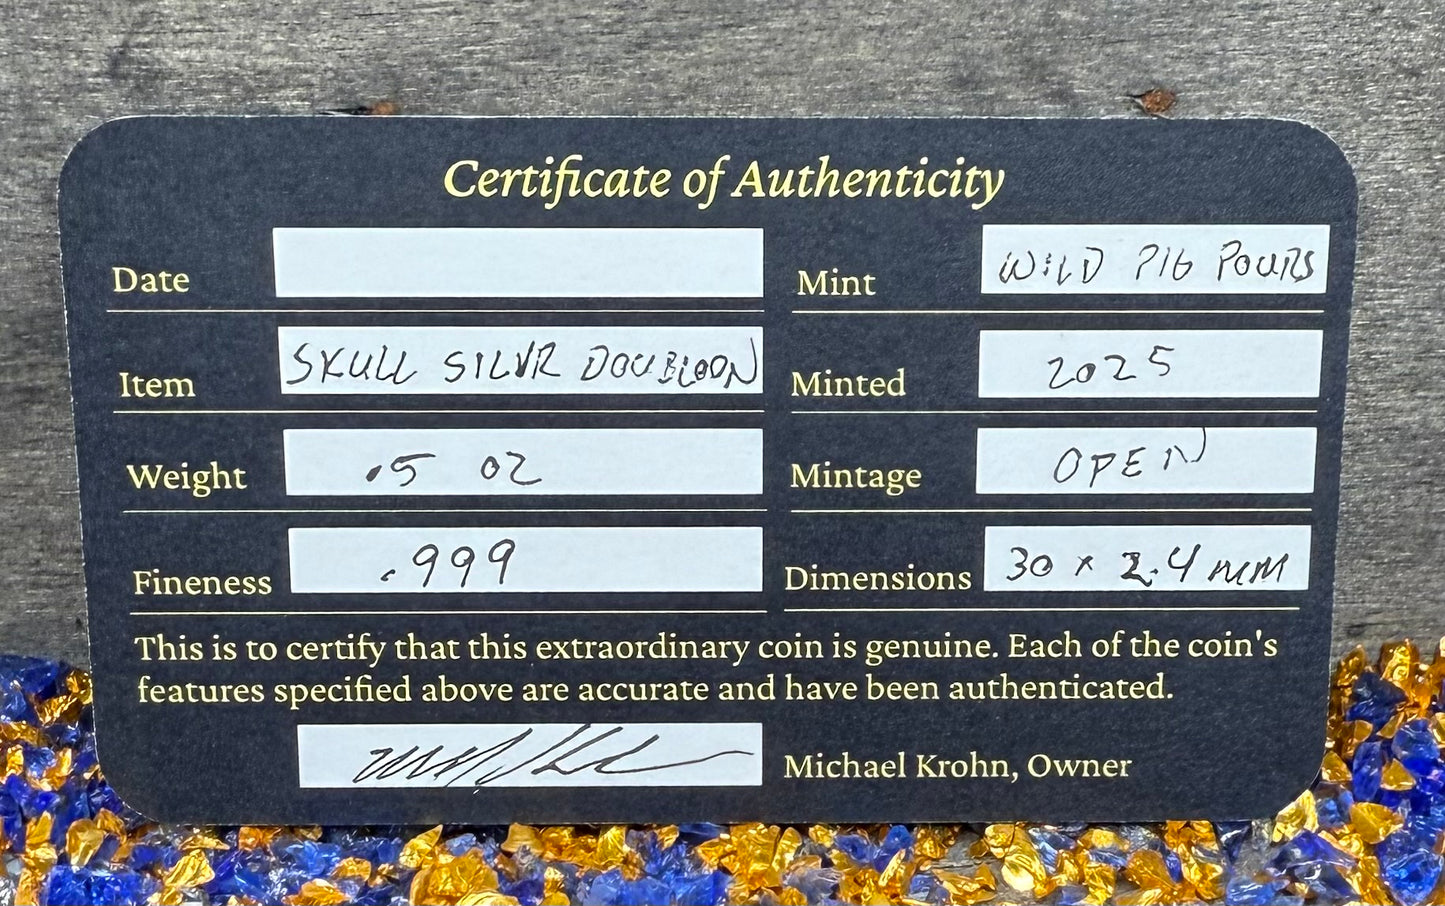 Certificate of Authenticity
Date
Mint WILD PIG POURS
Item SKULL SILVR DOUBLOON
Minted 2025
Weight .5 OZ
Mintage OPEN
Fineness .999
Dimensions 30 x 2.4 mm
This is to certify that this extraordinary coin is genuine. Each of the coin's
features specified above are accurate and have been authenticated.
Michael Krohn, Owner